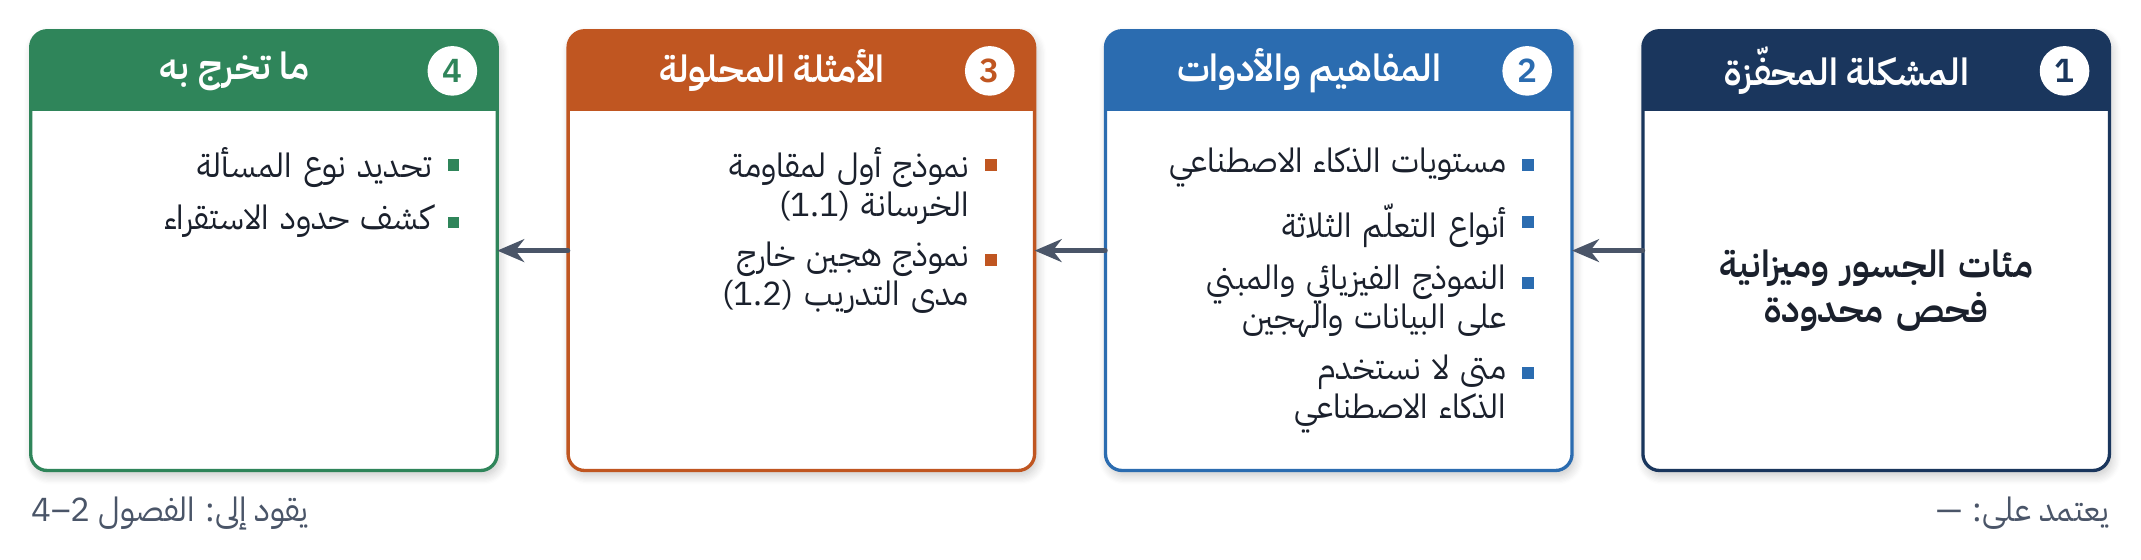 1
المشكلة المحفّزة
مئات الجسور وميزانية
فحص محدودة
2
المفاهيم والأدوات
مستويات الذكاء الاصطناعي
أنواع التعلّم الثلاثة
النموذج الفيزيائي والمبني
على البيانات والهجين
متى لا نستخدم
الذكاء الاصطناعي
3
الأمثلة المحلولة
نموذج أول لمقاومة
الخرسانة (1.1)
نموذج هجين خارج
مدى التدريب (1.2)
4
ما تخرج به
تحديد نوع المسألة
كشف حدود الاستقراء
يعتمد على: —
يقود إلى: الفصول 2–4